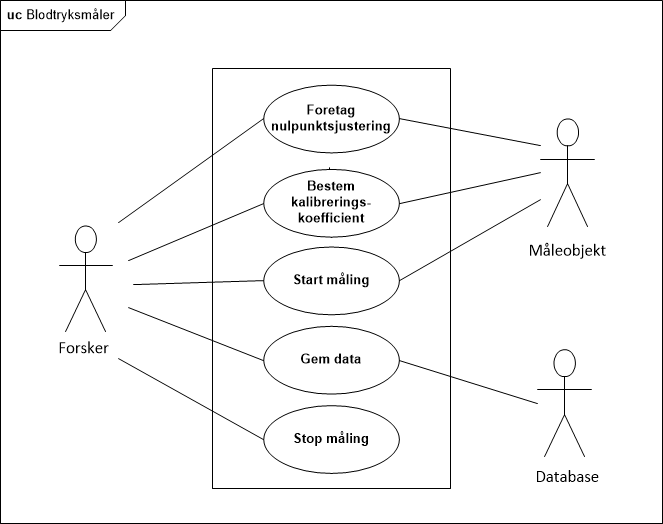 uc Blodtryksmåler
Foretag
nulpunktsjustering
Bestem
kalibrerings-
koefficient
Start måling
Gem data
Stop måling
Forsker
Måleobjekt
Database